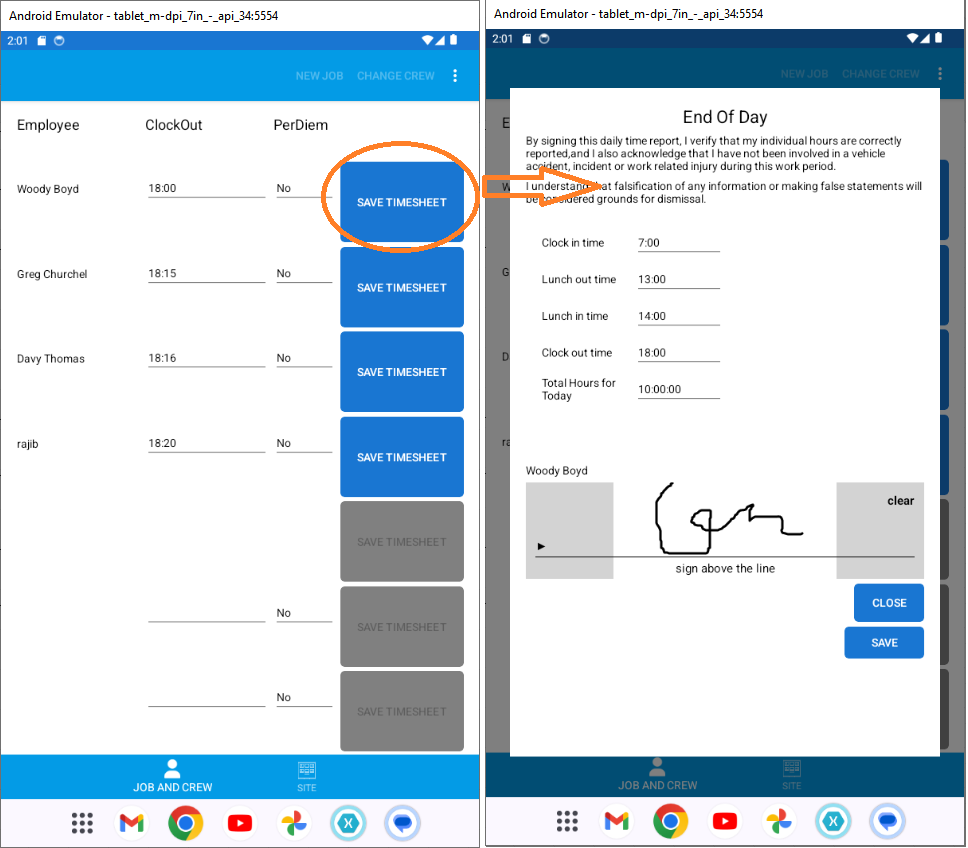 Android Emulator - tablet_m-dpi_7in_-_api_34:5554
2:01
NEW JOB CHANGE CREW
Employee ClockOut PerDiem
Woody Boyd 18:00 No SAVE TIMESHEET
Greg Churchel 18:15 No SAVE TIMESHEET
Davy Thomas 18:16 No SAVE TIMESHEET
rajib 18:20 No SAVE TIMESHEET
SAVE TIMESHEET
No SAVE TIMESHEET
No SAVE TIMESHEET
JOB AND CREW SITE
Android Emulator - tablet_m-dpi_7in_-_api_34:5554
2:01
NEW JOB CHANGE CREW
E
W
G
D
ra
End Of Day
By signing this daily time report, I verify that my individual hours are correctly
reported,and I also acknowledge that I have not been involved in a vehicle
accident, incident or work related injury during this work period.
I understand that falsification of any information or making false statements will
be considered grounds for dismissal.
Clock in time 7:00
Lunch out time 13:00
Lunch in time 14:00
Clock out time 18:00
Total Hours for
Today 10:00:00
Woody Boyd
clear
sign above the line
CLOSE
SAVE
JOB AND CREW SITE